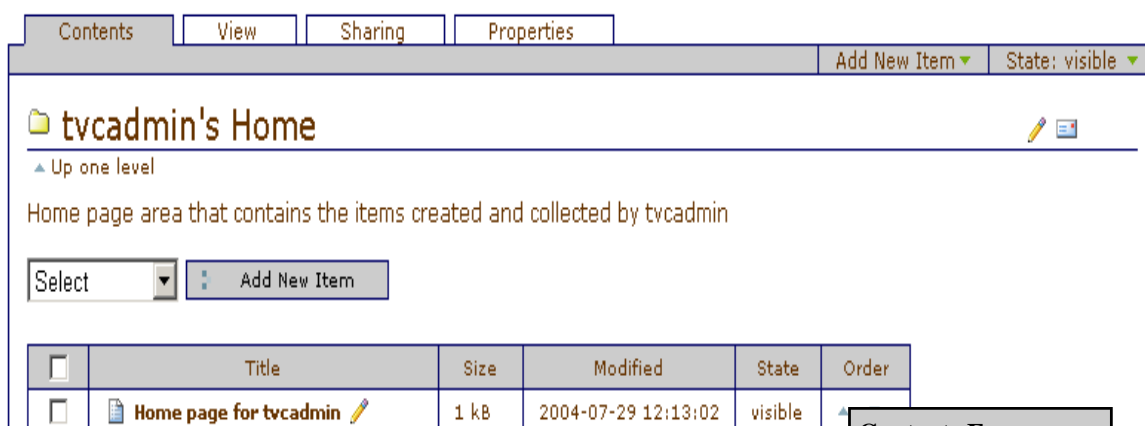 Contents View Sharing Properties
Add New Item State: visible
tvcadmin's Home
Up one level
Home page area that contains the items created and collected by tvcadmin
Select Add New Item
Title Size Modified State Order
Home page for tvcadmin 1 kB 2004-07-29 12:13:02 visible